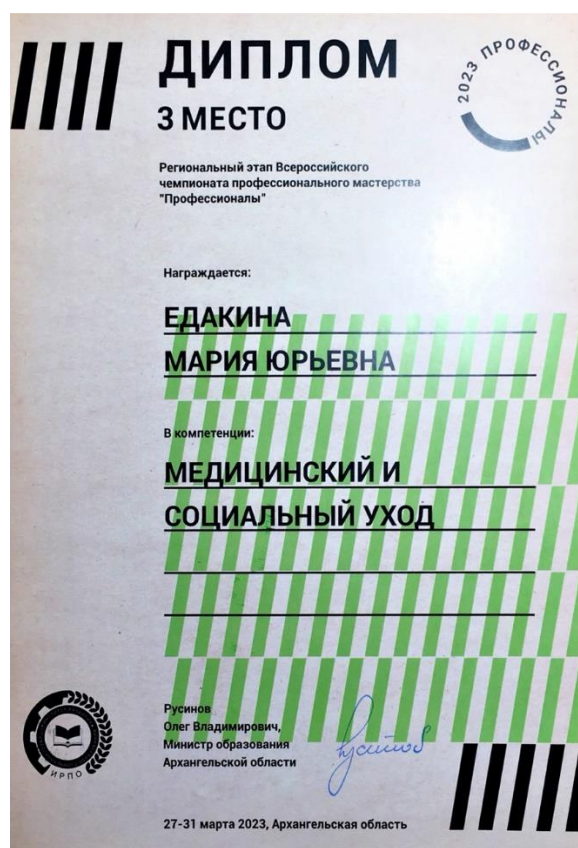 ДИПЛОМ
3 МЕСТО
2023 ПРОФЕССИОНАЛЫ
Региональный этап Всероссийского
чемпионата профессионального мастерства
"Профессионалы"
Награждается:
ЕДАКИНА
МАРИЯ ЮРЬЕВНА
В компетенции:
МЕДИЦИНСКИЙ И
СОЦИАЛЬНЫЙ УХОД
Русинов
Олег Владимирович,
Министр образования
Архангельской области
ИРПО
27-31 марта 2023, Архангельская область